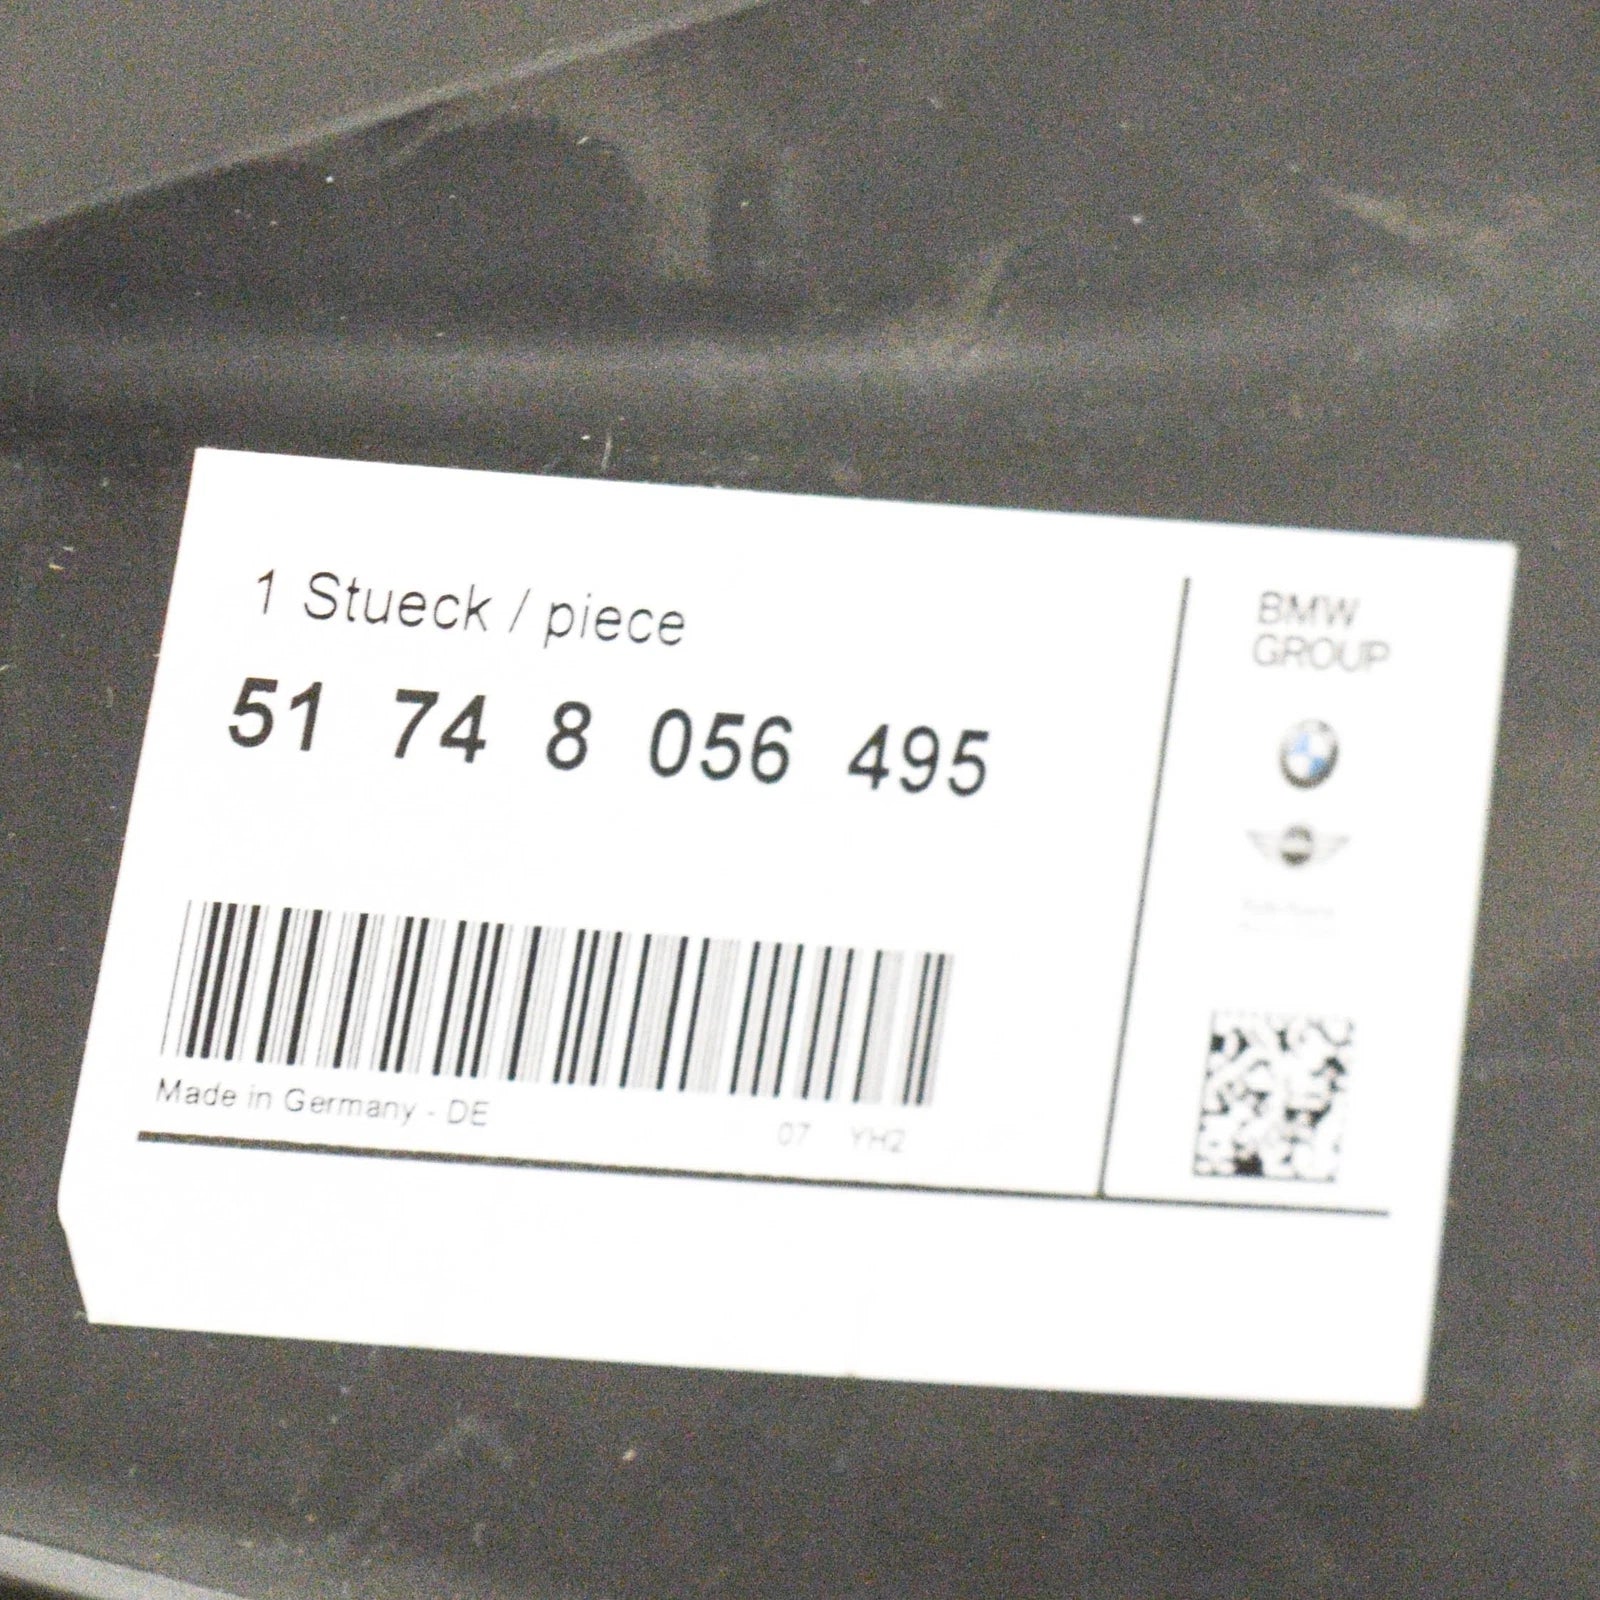 1 Stueck / piece
51 74 8 056 495
Made in Germany - DE
07 YH2
BMW
GROUP